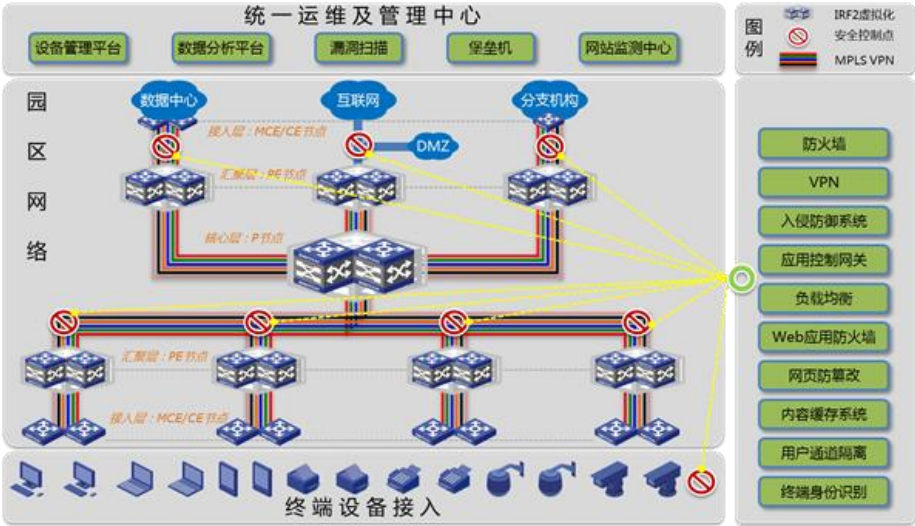 统一运维及管理中心
设备管理平台
数据分析平台
漏洞扫描
堡垒机
网站监测中心
图例
IRF2虚拟化
安全控制点
MPLS VPN
园区网络
数据中心
互联网
分支机构
接入层：MCE/CE节点
DMZ
汇聚层：PE节点
核心层：P节点
汇聚层：PE节点
接入层：MCE/CE节点
终端设备接入
防火墙
VPN
入侵防御系统
应用控制网关
负载均衡
Web应用防火墙
网页防篡改
内容缓存系统
用户通道隔离
终端身份识别